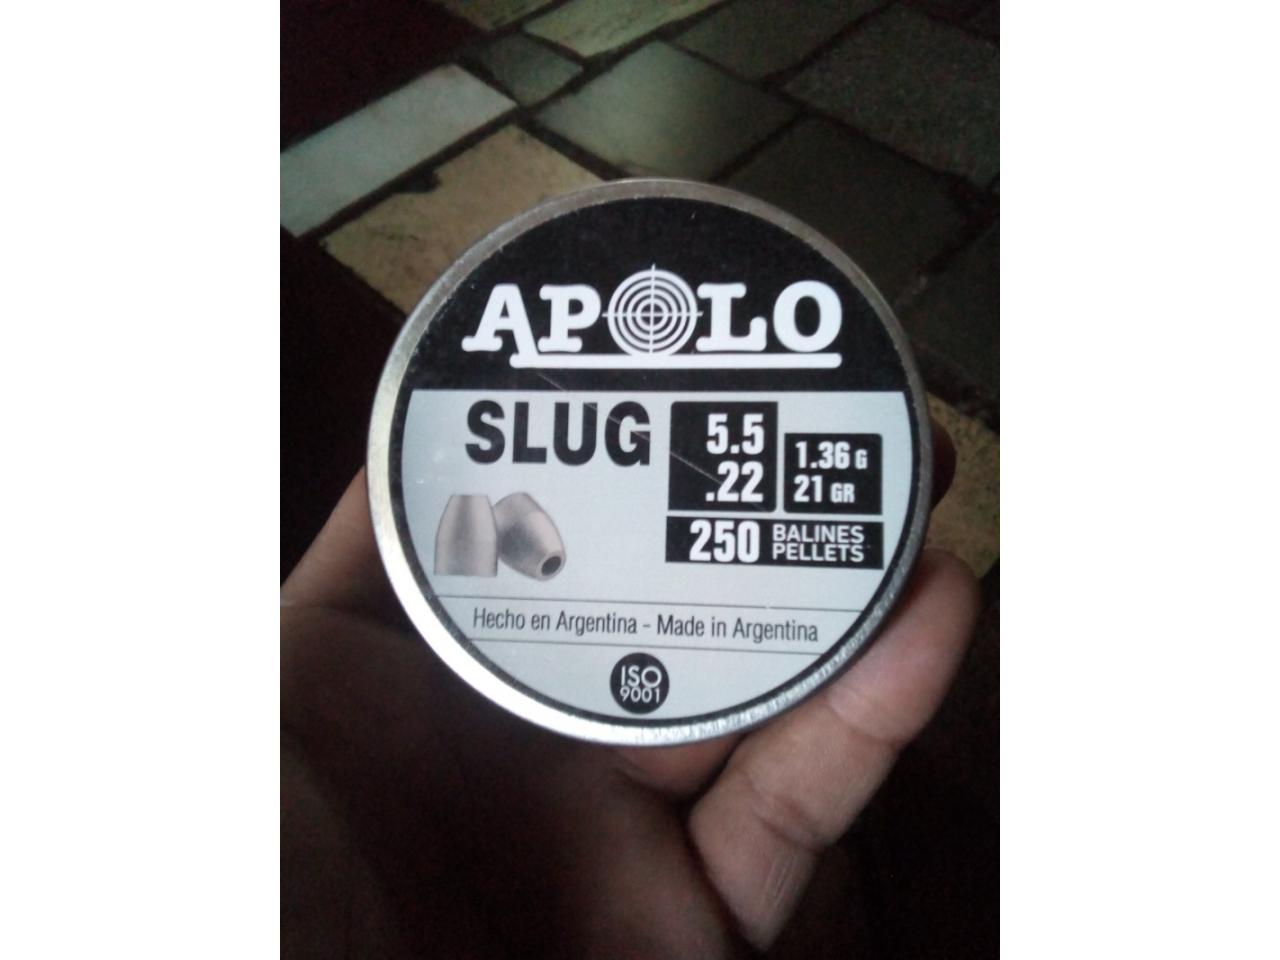 APOLO
SLUG
5.5
.22
1.36 G
21 GR
250 BALINES
PELLETS
Hecho en Argentina - Made in Argentina
ISO
9001